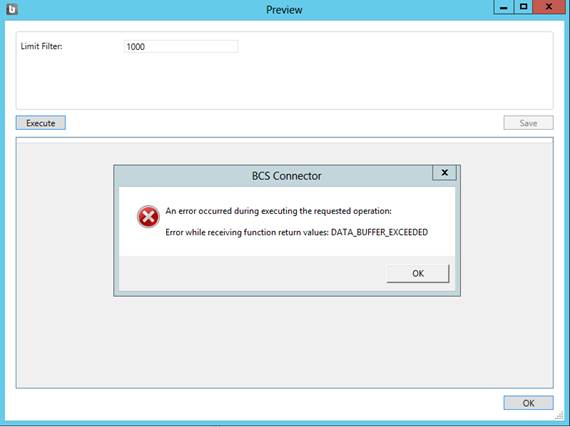 Preview
Limit Filter: 1000
Execute Save
BCS Connector
An error occurred during executing the requested operation:
Error while receiving function return values: DATA_BUFFER_EXCEEDED
OK
OK